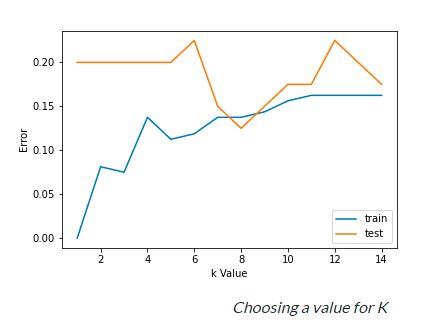 0.20
0.15
0.10
0.05
0.00
Error
2 4 6 8 10 12 14
k Value
train
test
Choosing a value for K